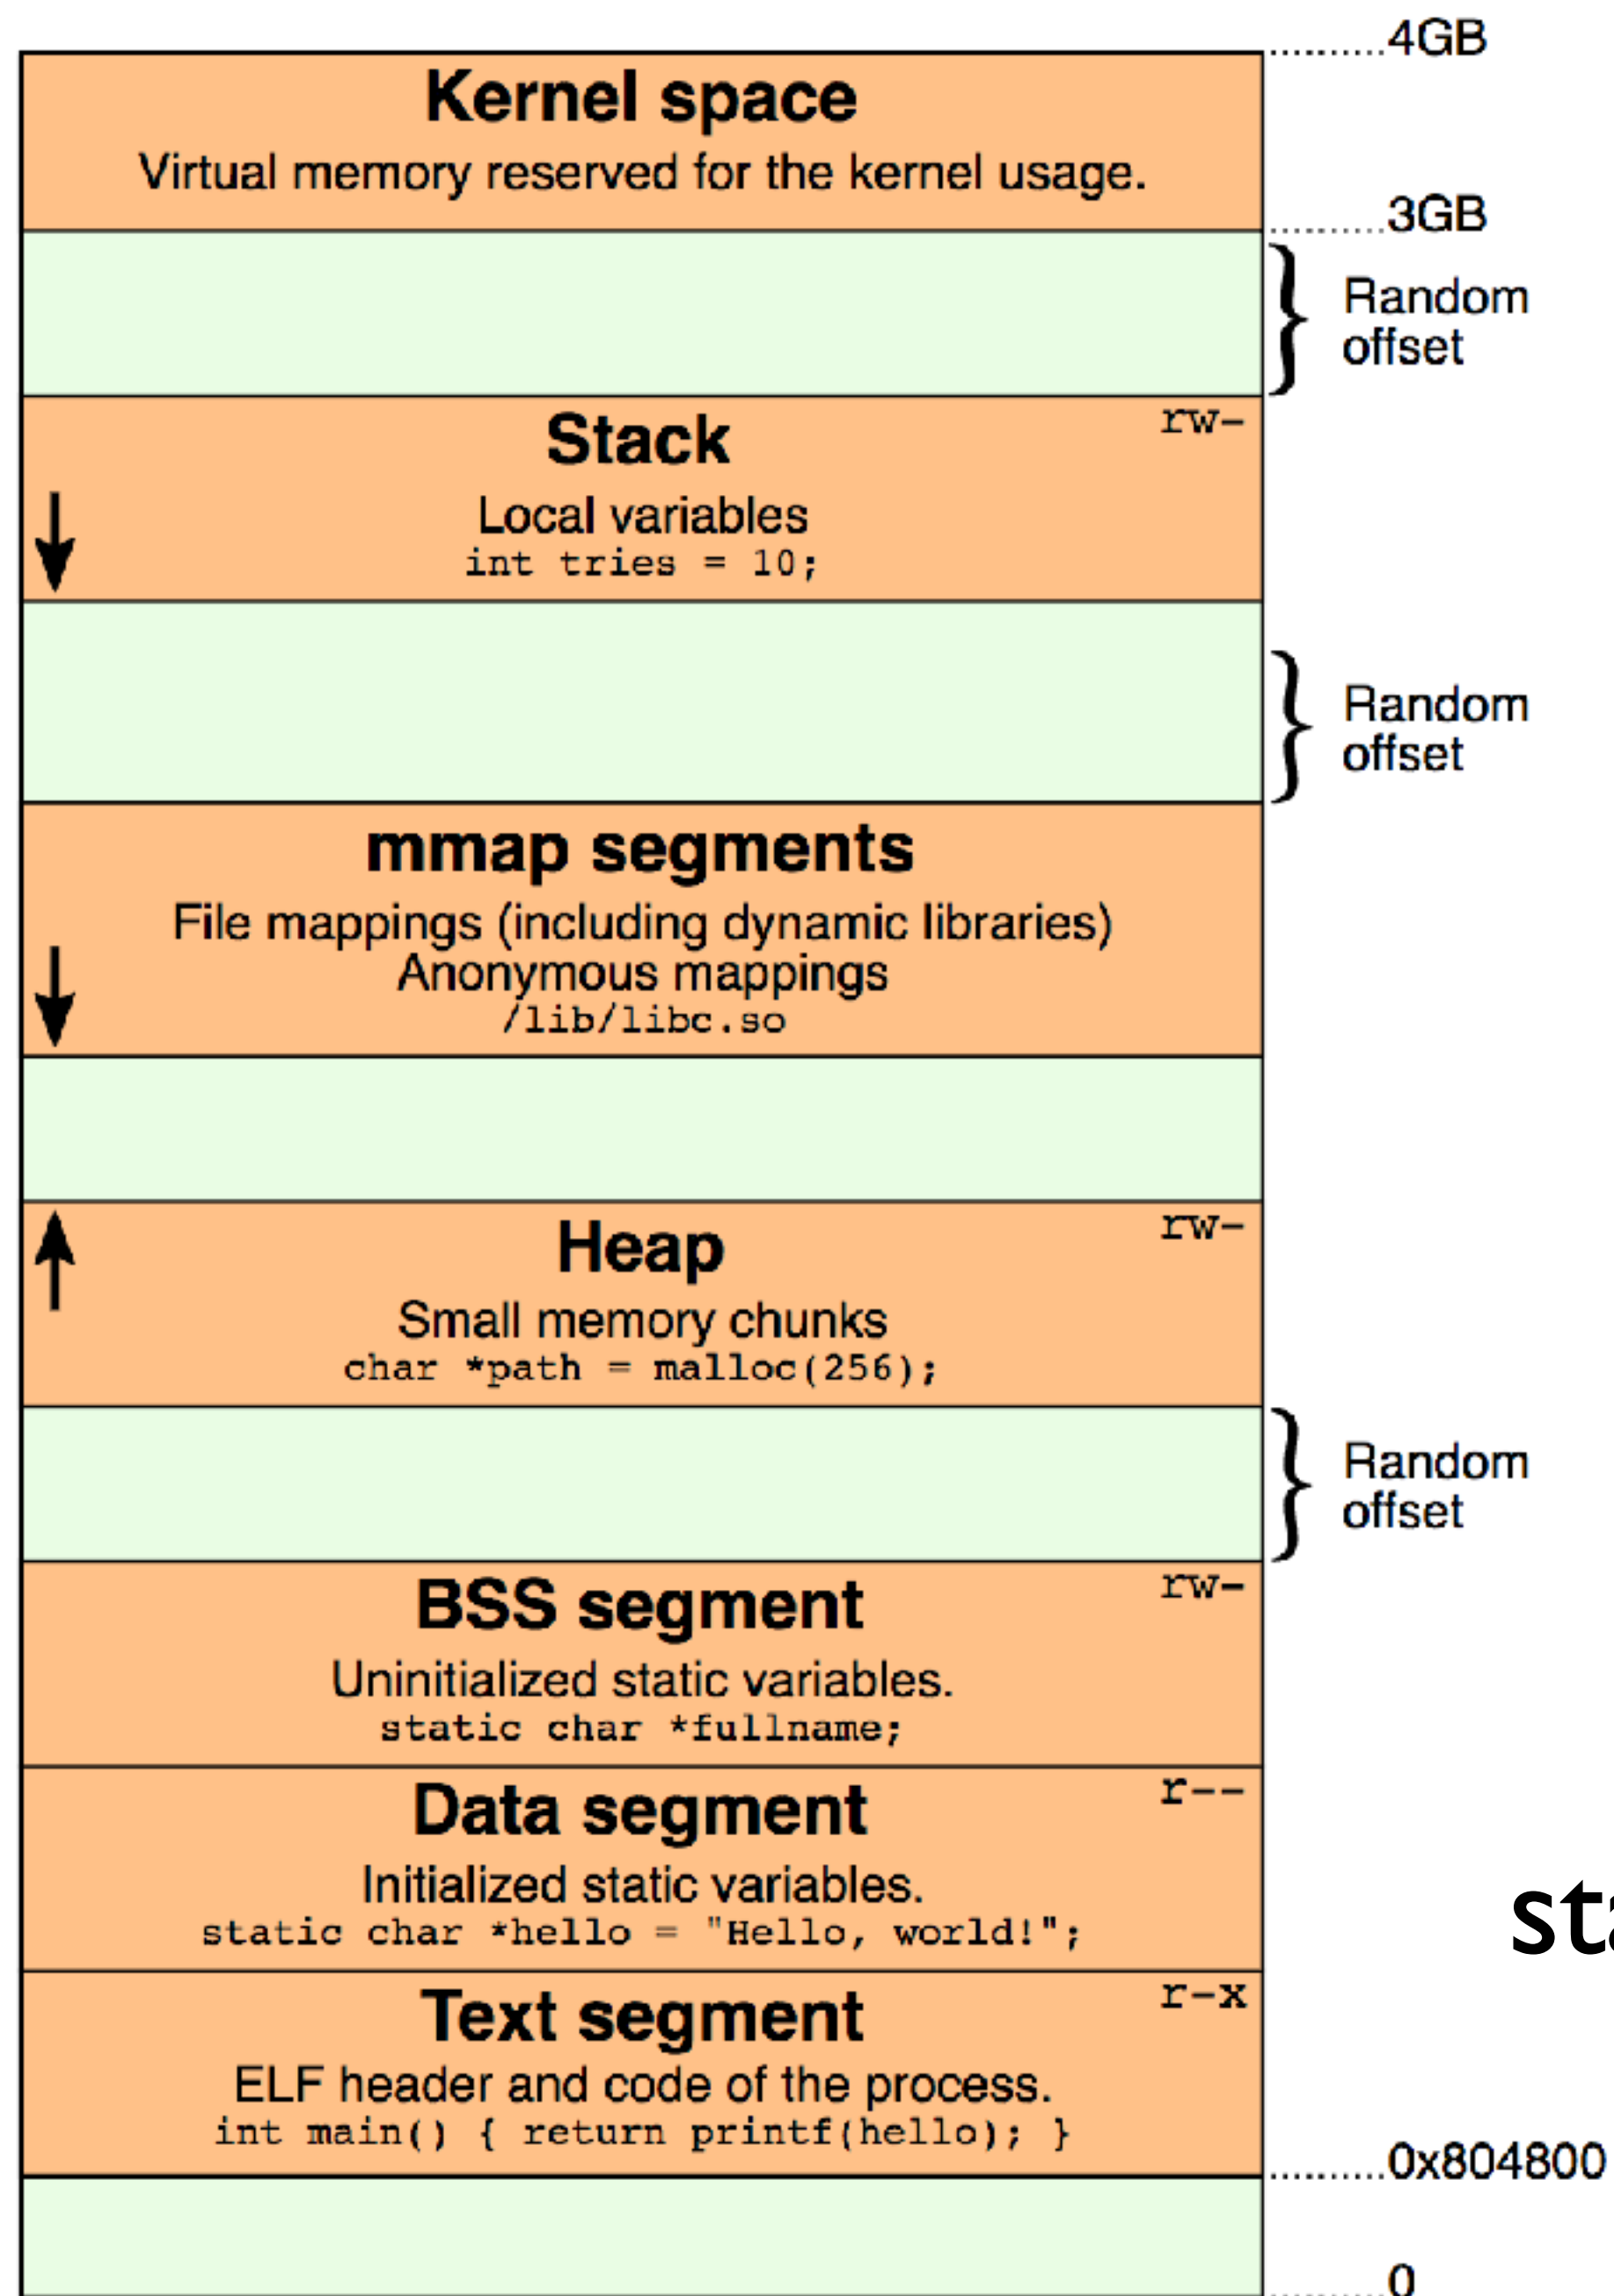 4GB
Kernel space
Virtual memory reserved for the kernel usage.
3GB
Random
offset
rw-
Stack
Local variables
int tries = 10;
Random
offset
mmap segments
File mappings (including dynamic libraries)
Anonymous mappings
/lib/libc.so
rw-
Heap
Small memory chunks
char *path = malloc(256);
Random
offset
rw-
BSS segment
Uninitialized static variables.
static char *fullname;
r--
Data segment
Initialized static variables.
static char *hello = "Hello, world!";
r-x
Text segment
ELF header and code of the process.
int main() { return printf(hello); }
0x804800
0